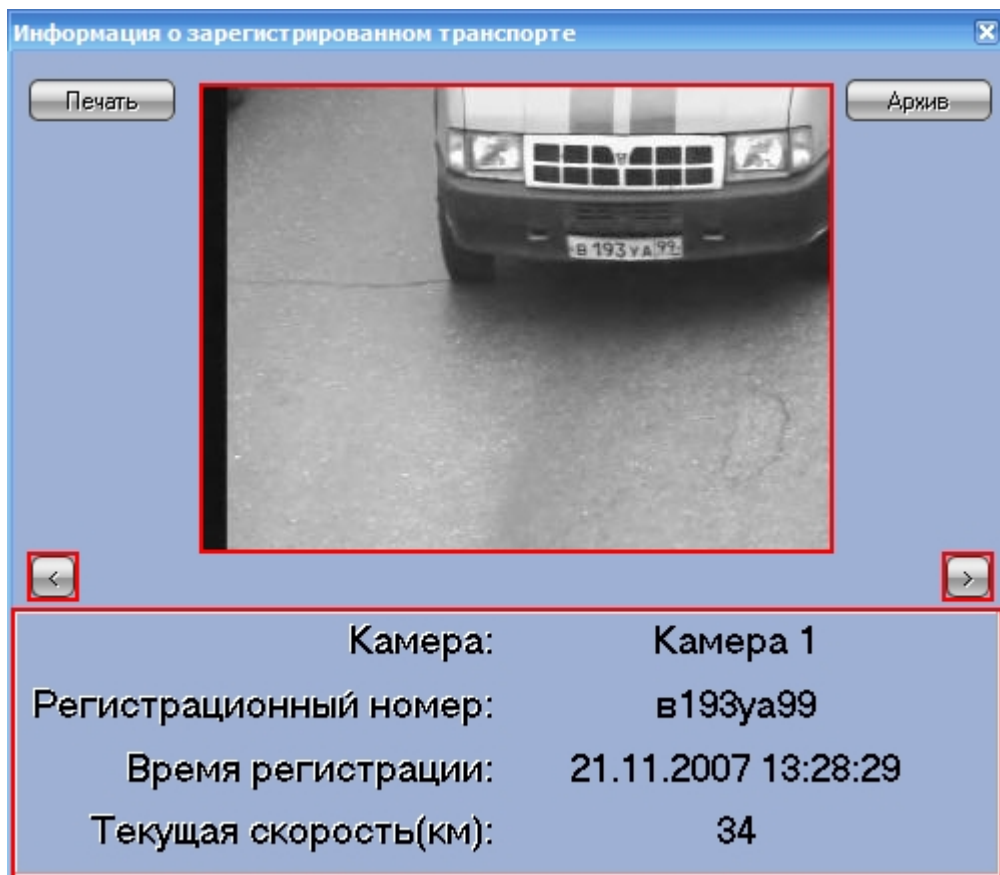 Информация о зарегистрированном транспорте
Печать
Архив
В 193 УА 99
<
>
Камера: Камера 1
Регистрационный номер: в193уа99
Время регистрации: 21.11.2007 13:28:29
Текущая скорость(км): 34